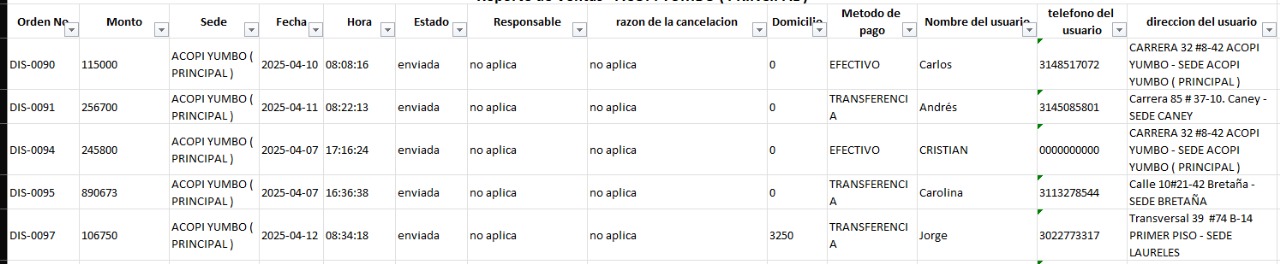 Orden No Monto Sede Fecha Hora Estado Responsable razon de la cancelacion Domicilio Metodo de pago Nombre del usuario telefono del usuario direccion del usuario
DIS-0090 115000 ACOPI YUMBO ( PRINCIPAL ) 2025-04-10 08:08:16 enviada no aplica no aplica 0 EFECTIVO Carlos 3148517072 CARRERA 32 #8-42 ACOPI YUMBO - SEDE ACOPI YUMBO ( PRINCIPAL )
DIS-0091 256700 ACOPI YUMBO ( PRINCIPAL ) 2025-04-11 08:22:13 enviada no aplica no aplica 0 TRANSFERENCIA Andrés 3145085801 Carrera 85 # 37-10. Caney - SEDE CANEY
DIS-0094 245800 ACOPI YUMBO ( PRINCIPAL ) 2025-04-07 17:16:24 enviada no aplica no aplica 0 EFECTIVO CRISTIAN 0000000000 CARRERA 32 #8-42 ACOPI YUMBO - SEDE ACOPI YUMBO ( PRINCIPAL )
DIS-0095 890673 ACOPI YUMBO ( PRINCIPAL ) 2025-04-07 16:36:38 enviada no aplica no aplica 0 TRANSFERENCIA Carolina 3113278544 Calle 10#21-42 Bretaña - SEDE BRETAÑA
DIS-0097 106750 ACOPI YUMBO ( PRINCIPAL ) 2025-04-12 08:34:18 enviada no aplica no aplica 3250 TRANSFERENCIA Jorge 3022773317 Transversal 39 #74 B-14 PRIMER PISO - SEDE LAURELES